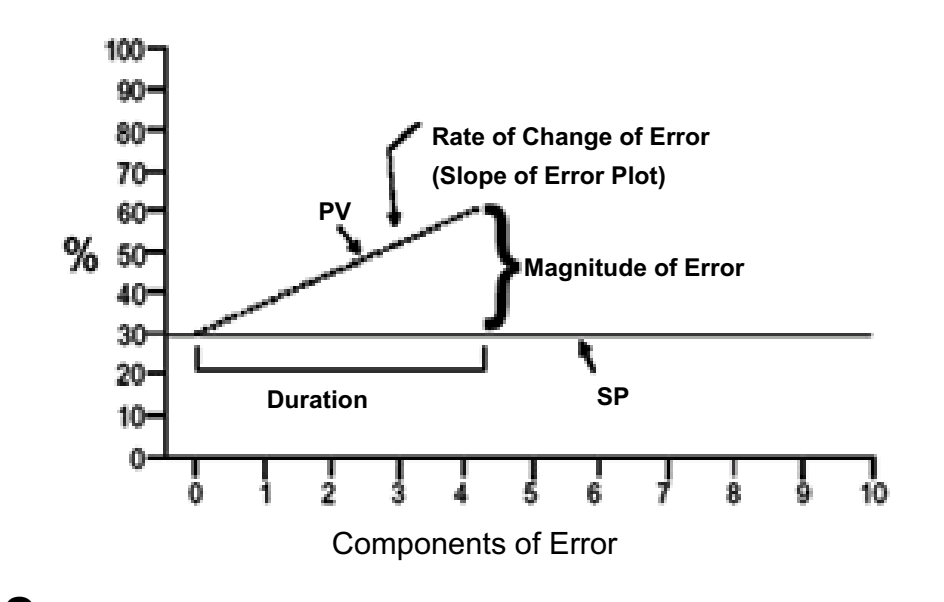 100
90
80
Rate of Change of Error
70
(Slope of Error Plot)
60
PV
%
50
Magnitude of Error
40
30
20
Duration
SP
10
0
0 1 2 3 4 5 6 7 8 9 10
Components of Error